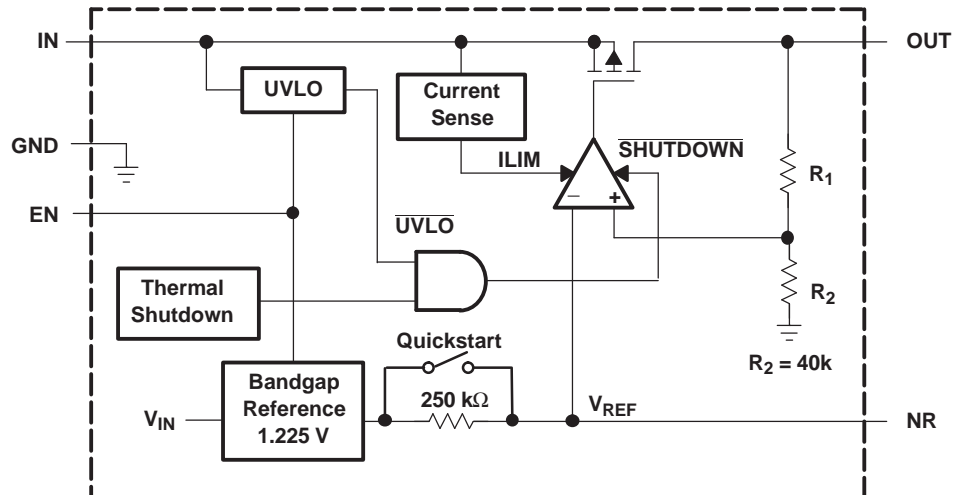 IN
OUT
UVLO
Current
Sense
GND
ILIM
SHUTDOWN
R1
EN
UVLO
Thermal
Shutdown
R2
Quickstart
R2 = 40k
Bandgap
Reference
1.225 V
250 kΩ
VIN
VREF
NR
− +